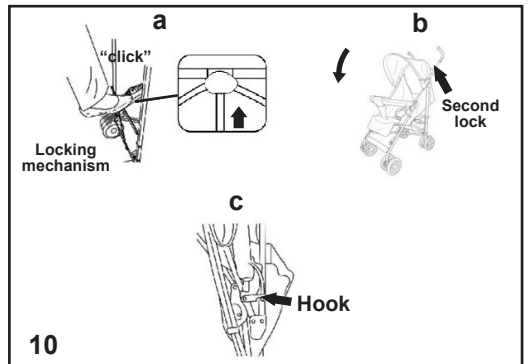 a
“click”
Locking
mechanism
b
Second
lock
c
Hook
10